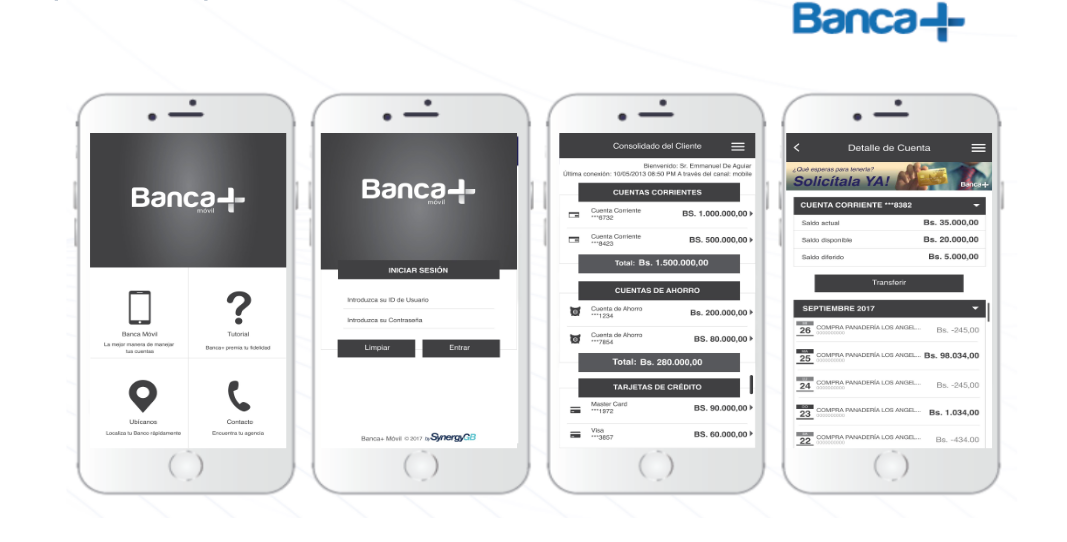 Banca+
Banca+
móvil
Banca Móvil
La mejor manera de manejar
tus cuentas
Tutorial
Banca+ premia tu fidelidad
Ubícanos
Localiza tu Banco rápidamente
Contacto
Encuentra tu agencia
Banca+
móvil
INICIAR SESIÓN
Introduzca su ID de Usuario
Introduzca su Contraseña
Limpiar
Entrar
Banca+ Móvil ©2017 by SynergyGB
Consolidado del Cliente
Bienvenido: Sr. Emmanuel De Aguiar
Última conexión: 10/05/2013 08:50 PM A través del canal: mobile
CUENTAS CORRIENTES
Cuenta Corriente
***6732
BS. 1.000.000,00
Cuenta Corriente
***8423
BS. 500.000,00
Total: Bs. 1.500.000,00
CUENTAS DE AHORRO
Cuenta de Ahorro
***1234
Bs. 200.000,00
Cuenta de Ahorro
***7854
BS. 80.000,00
Total: Bs. 280.000,00
TARJETAS DE CRÉDITO
Master Card
***1872
BS. 90.000,00
Visa
***3857
BS. 60.000,00
Detalle de Cuenta
¿Qué esperas para tenerla?
Solicítala YA!
Banca+
CUENTA CORRIENTE ***8382
Saldo actual
Bs. 35.000,00
Saldo disponible
Bs. 20.000,00
Saldo diferido
Bs. 5.000,00
Transferir
SEPTIEMBRE 2017
26
COMPRA PANADERÍA LOS ANGEL...
Bs. -245,00
25
COMPRA PANADERÍA LOS ANGEL...
Bs. 98.034,00
24
COMPRA PANADERÍA LOS ANGEL...
Bs. -245,00
23
COMPRA PANADERÍA LOS ANGEL...
Bs. 1.034,00
22
COMPRA PANADERÍA LOS ANGEL...
Bs. -434.00